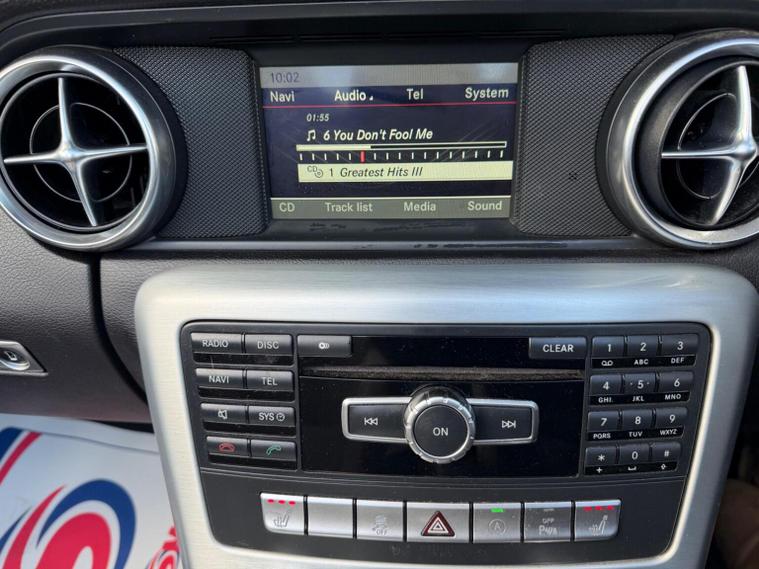 10:02
Navi Audio Tel System
01:55
6 You Don't Fool Me
CD 1 Greatest Hits III
CD Track list Media Sound
RADIO DISC CLEAR 1 2 3
ABC DEF
NAVI TEL 4 5 6
GHI JKL MNO
SYS 7 8 9
ON
PQRS TUV WXYZ
* 0 #
+
OFF OFF
A